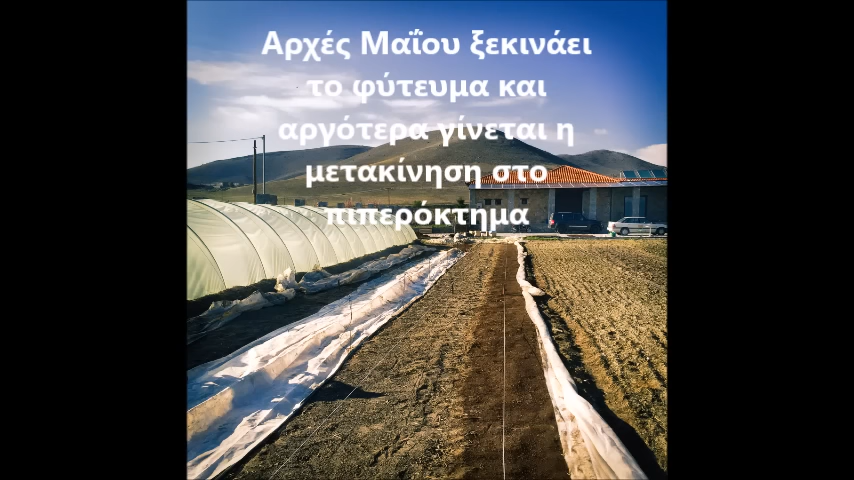 Αρχές Μαΐου ξεκινάει
το φύτευμα και
αργότερα γίνεται η
μετακίνηση στο
πιπερόκτημα